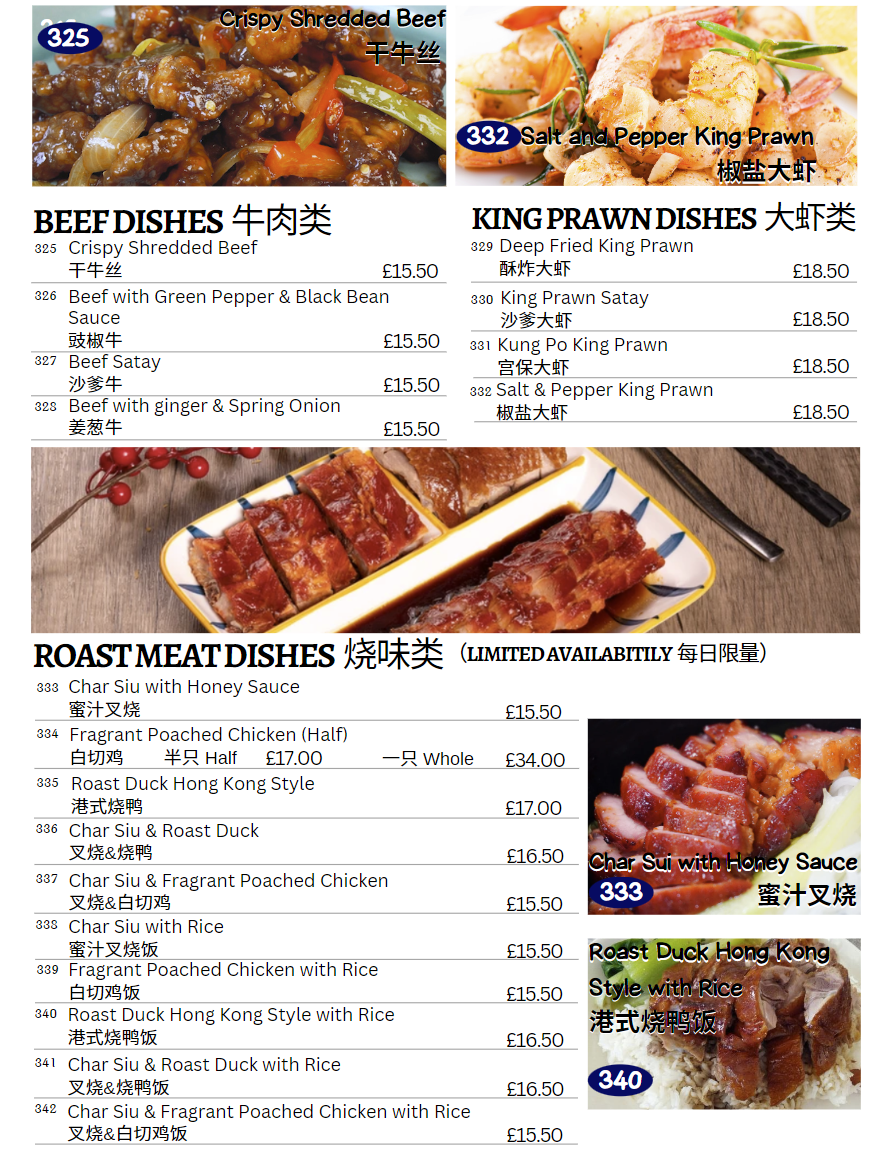 325
Crispy Shredded Beef
干牛丝
332 Salt and Pepper King Prawn
椒盐大虾
BEEF DISHES 牛肉类
325 Crispy Shredded Beef
干牛丝 £15.50
326 Beef with Green Pepper & Black Bean
Sauce
豉椒牛 £15.50
327 Beef Satay
沙爹牛 £15.50
328 Beef with ginger & Spring Onion
姜葱牛 £15.50
KING PRAWN DISHES 大虾类
329 Deep Fried King Prawn
酥炸大虾 £18.50
330 King Prawn Satay
沙爹大虾 £18.50
331 Kung Po King Prawn
宫保大虾 £18.50
332 Salt & Pepper King Prawn
椒盐大虾 £18.50
ROAST MEAT DISHES 烧味类 (LIMITED AVAILABITILY 每日限量)
333 Char Siu with Honey Sauce
蜜汁叉烧 £15.50
334 Fragrant Poached Chicken (Half)
白切鸡 半只 Half £17.00 一只 Whole £34.00
335 Roast Duck Hong Kong Style
港式烧鸭 £17.00
336 Char Siu & Roast Duck
叉烧&烧鸭 £16.50
337 Char Siu & Fragrant Poached Chicken
叉烧&白切鸡 £15.50
338 Char Siu with Rice
蜜汁叉烧饭 £15.50
339 Fragrant Poached Chicken with Rice
白切鸡饭 £15.50
340 Roast Duck Hong Kong Style with Rice
港式烧鸭饭 £16.50
341 Char Siu & Roast Duck with Rice
叉烧&烧鸭饭 £16.50
342 Char Siu & Fragrant Poached Chicken with Rice
叉烧&白切鸡饭 £15.50
Char Sui with Honey Sauce
333 蜜汁叉烧
Roast Duck Hong Kong
Style with Rice
港式烧鸭饭
340